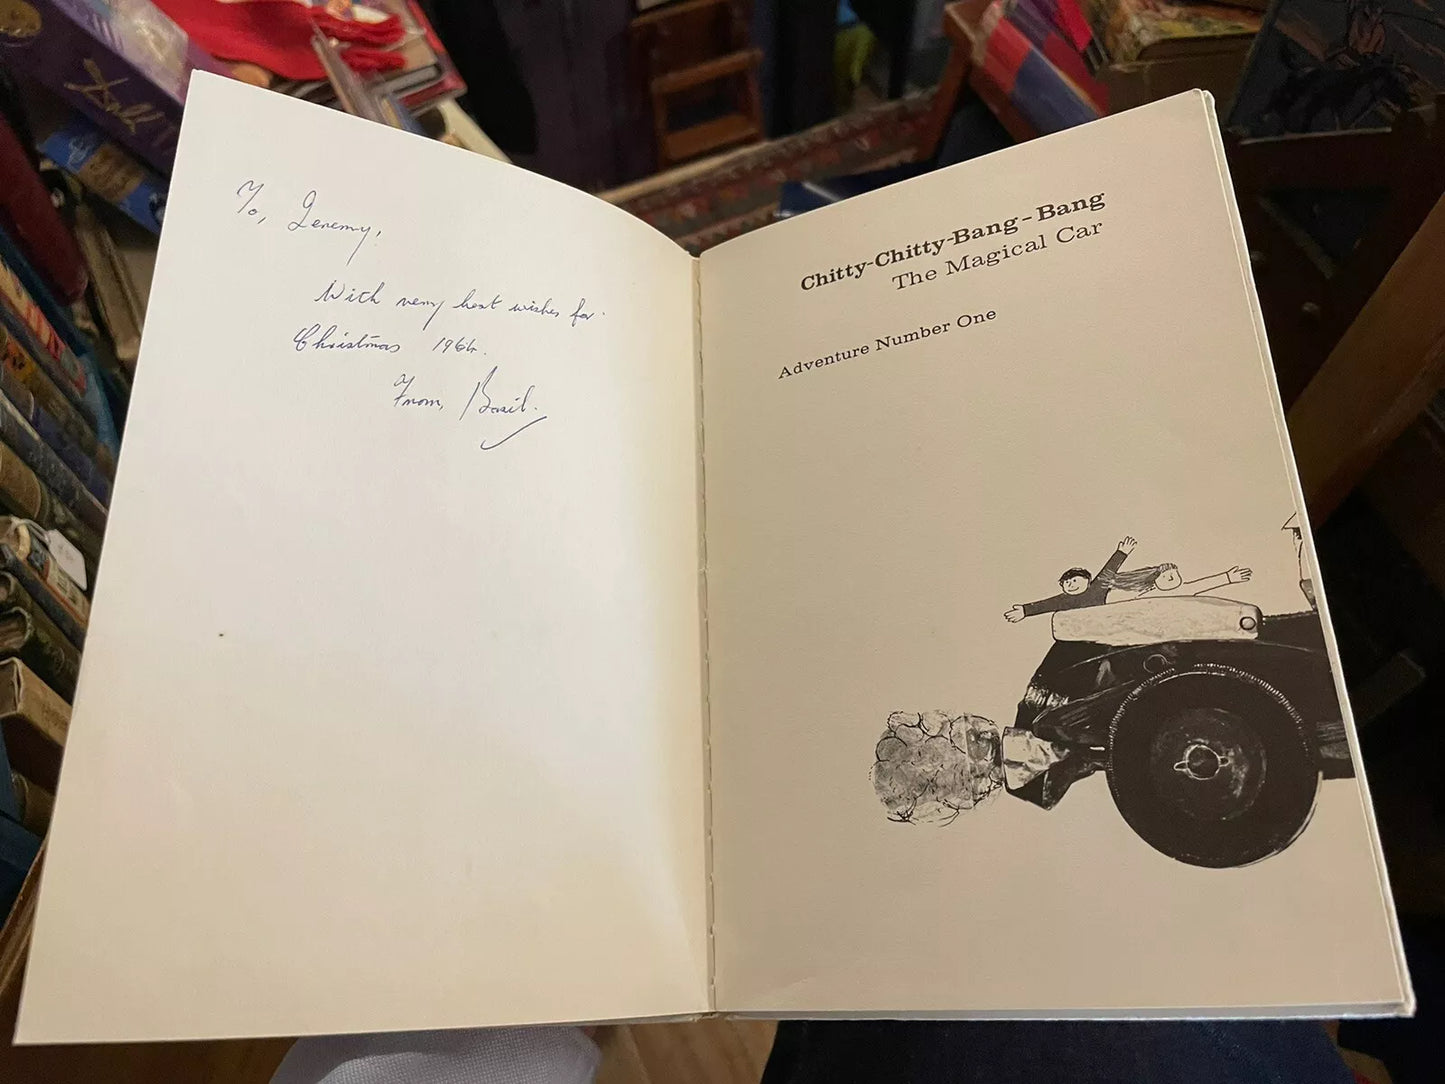 To, Jeremy,
With very best wishes for
Christmas 1964.
From, Basil.
Chitty-Chitty-Bang-Bang
The Magical Car
Adventure Number One